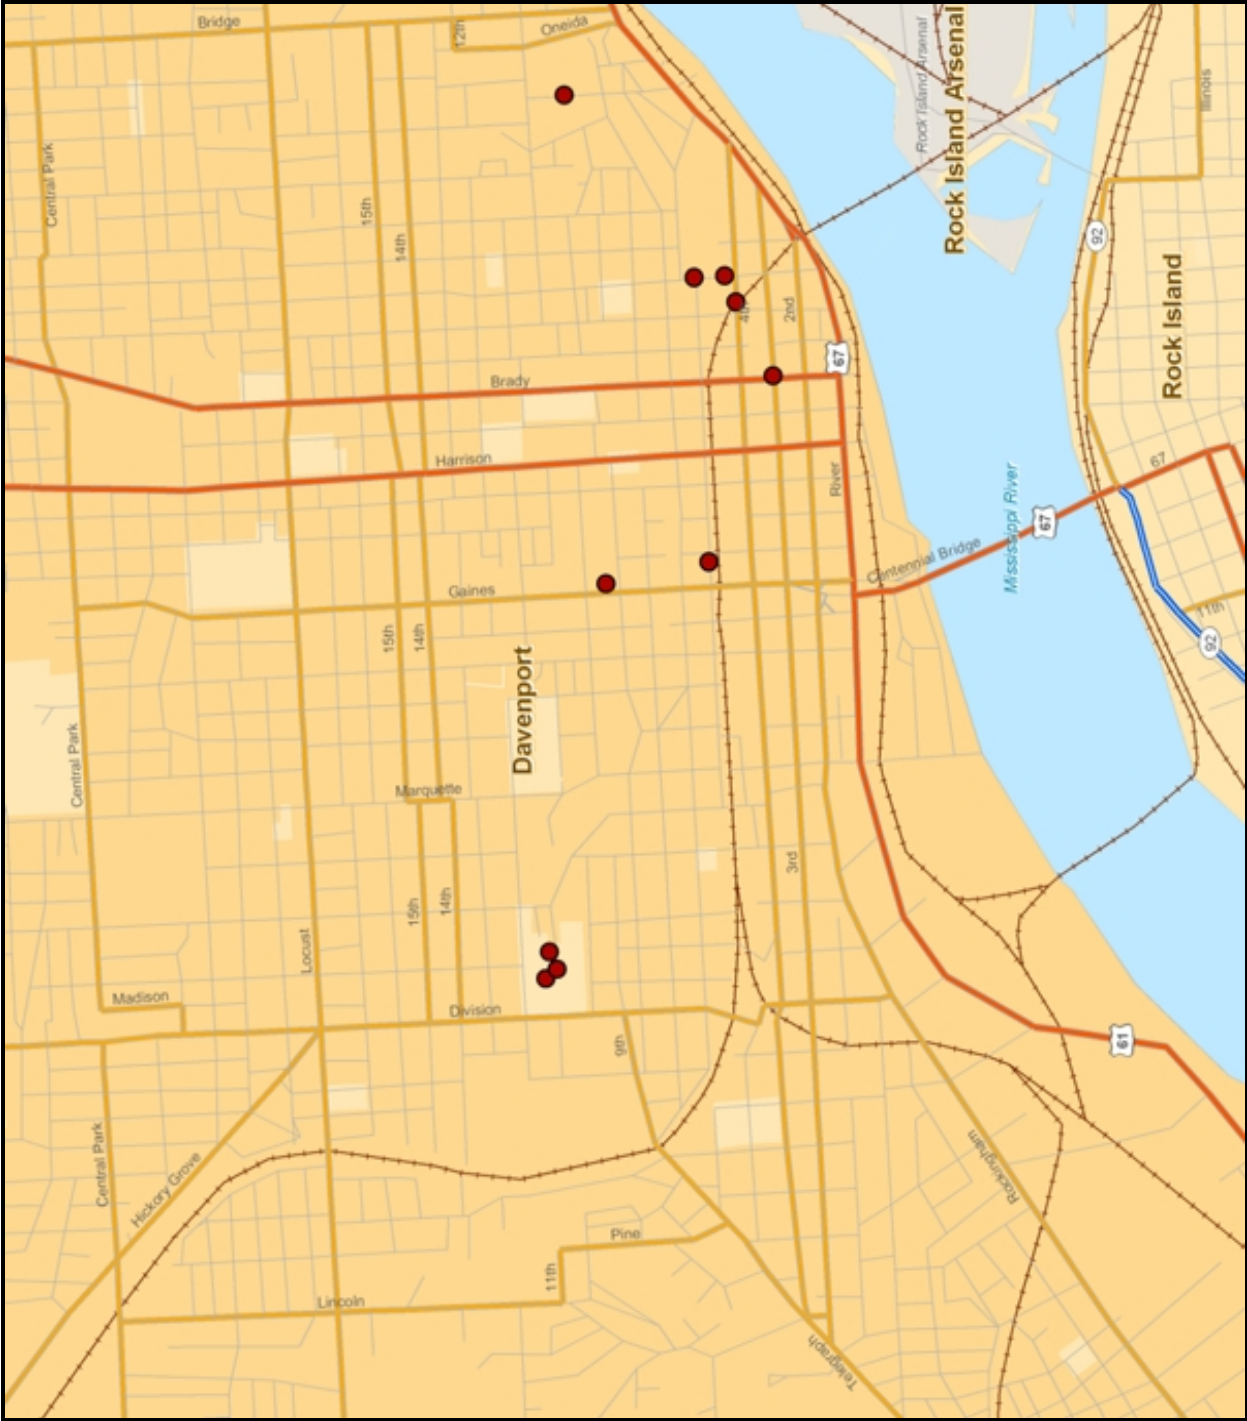 Bridge
12th
Oneida
Rock Island Arsenal
Rock Island Arsenal
Illinois
Central Park
15th
14th
92
4th
2nd
67
Rock Island
Brady
Harrison
River
67
67
Mississippi River
Centennial Bridge
Gaines
11th
92
15th
14th
Davenport
Central Park
Marquette
3rd
15th
14th
Locust
Madison
Division
9th
61
Central Park
Hickory Grove
Rockingham
Pine
11th
Lincoln
Telegraph